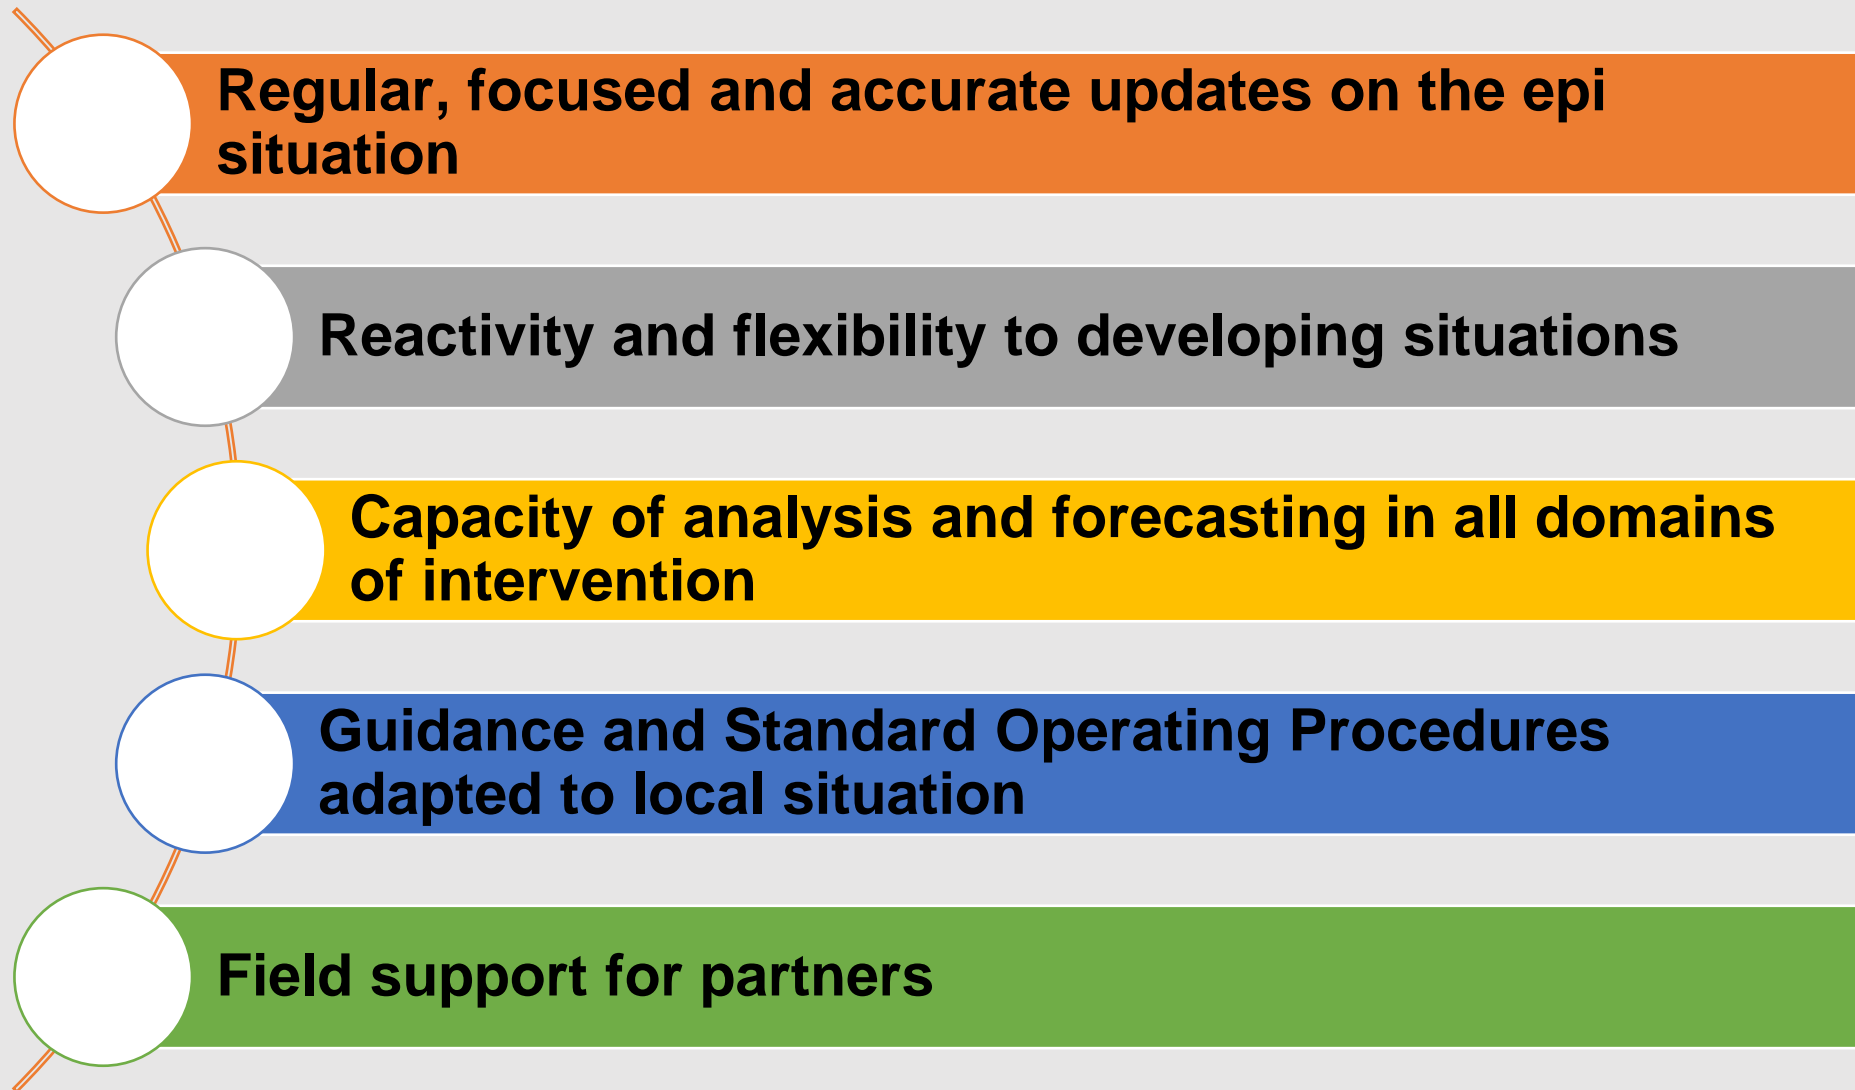 Regular, focused and accurate updates on the epi
situation
Reactivity and flexibility to developing situations
Capacity of analysis and forecasting in all domains
of intervention
Guidance and Standard Operating Procedures
adapted to local situation
Field support for partners